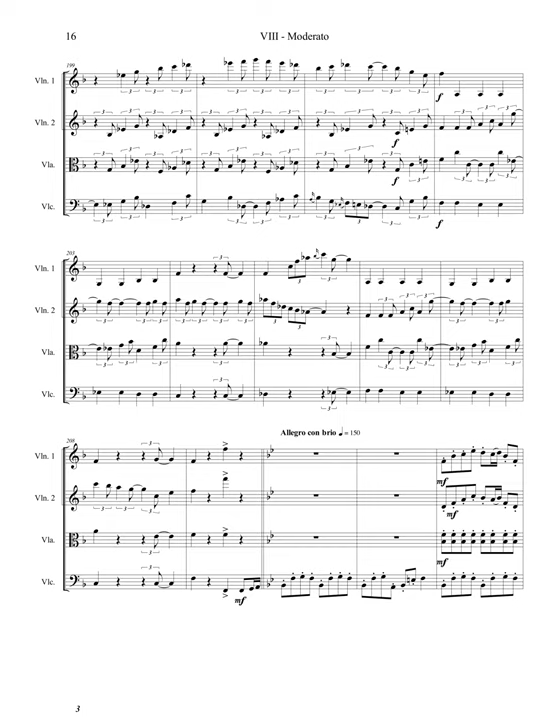 16
VIII - Moderato
199
Vln. 1
Vln. 2
Vla.
Vlc.
f
f
f
f
203
Vln. 1
Vln. 2
Vla.
Vlc.
208
Allegro con brio ♩ = 150
Vln. 1
Vln. 2
Vla.
Vlc.
mf
mf
mf
mf
3